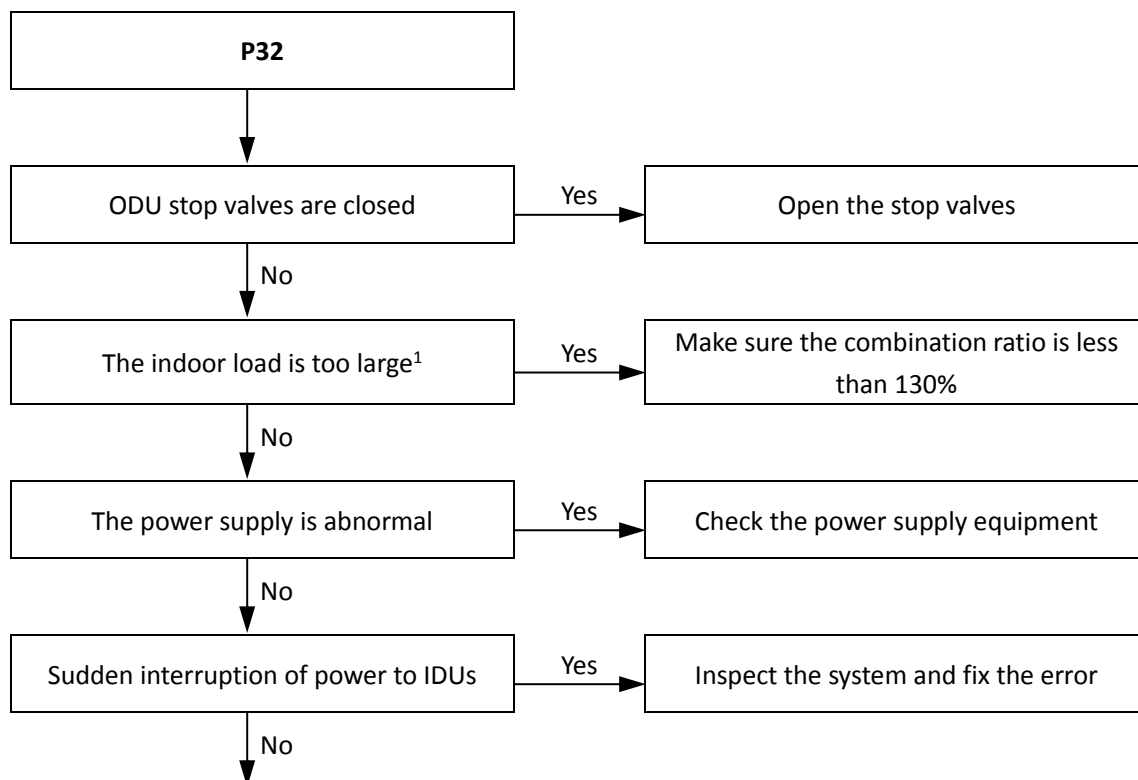 P32
ODU stop valves are closed
Yes
Open the stop valves
No
The indoor load is too large¹
Yes
Make sure the combination ratio is less
than 130%
No
The power supply is abnormal
Yes
Check the power supply equipment
No
Sudden interruption of power to IDUs
Yes
Inspect the system and fix the error
No